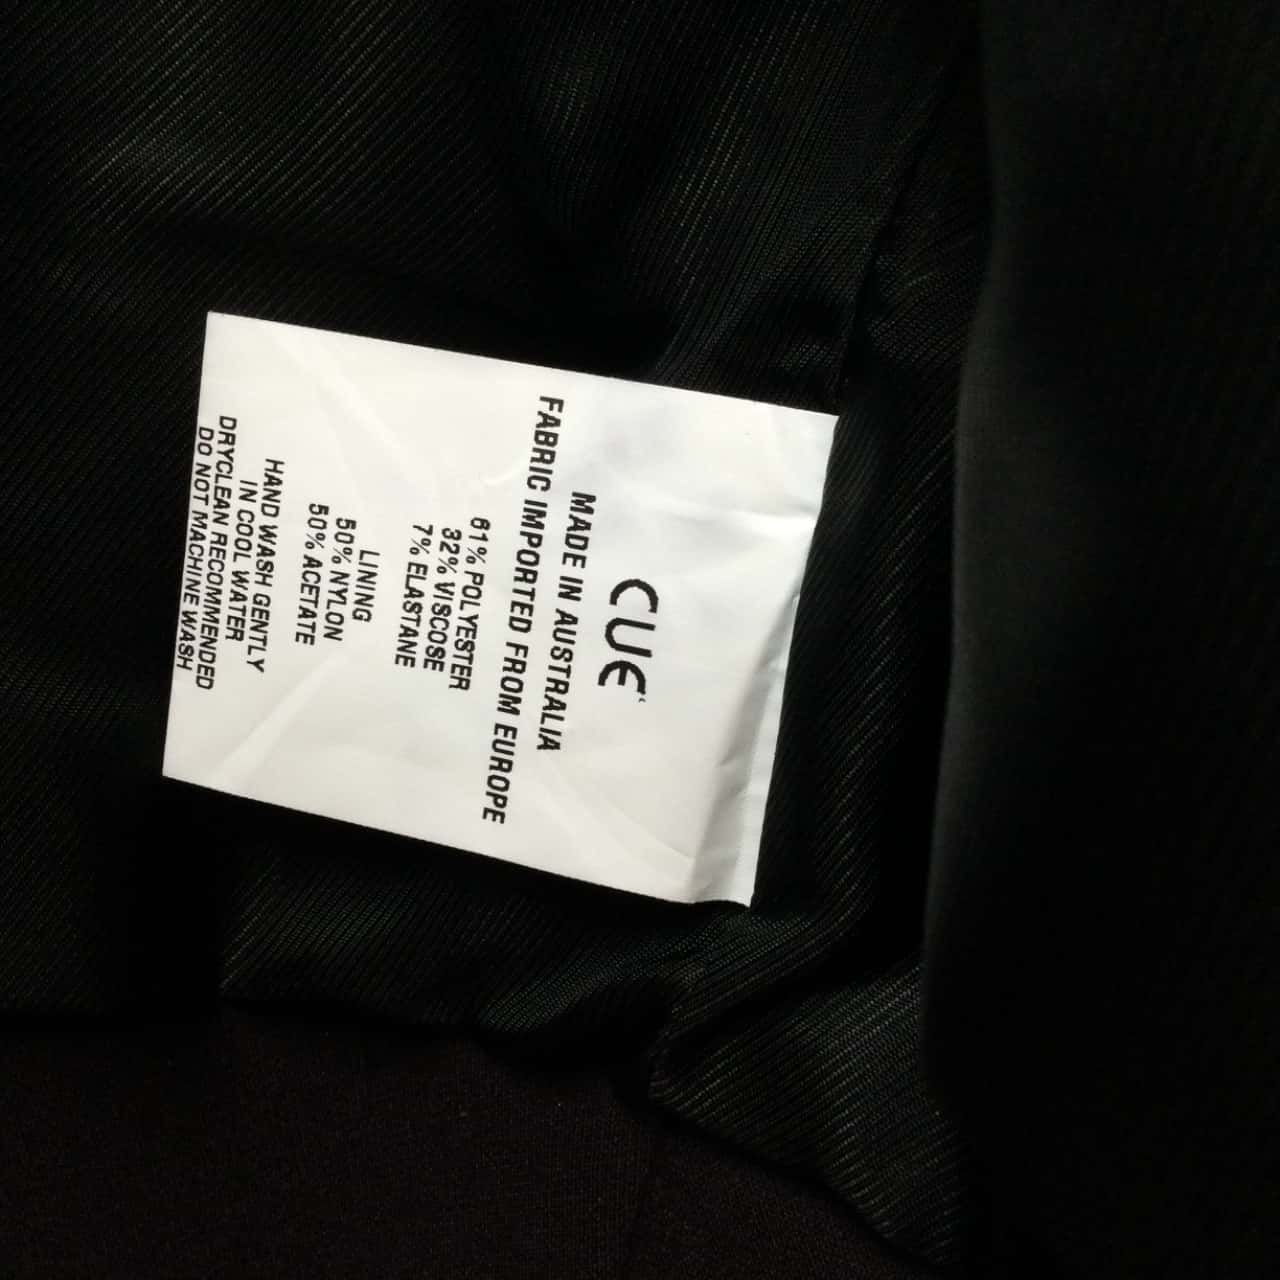 CUE
MADE IN AUSTRALIA
FABRIC IMPORTED FROM EUROPE
61% POLYESTER
32% VISCOSE
7% ELASTANE
LINING
50% NYLON
50% ACETATE
HAND WASH GENTLY
IN COOL WATER
DRYCLEAN RECOMMENDED
DO NOT MACHINE WASH